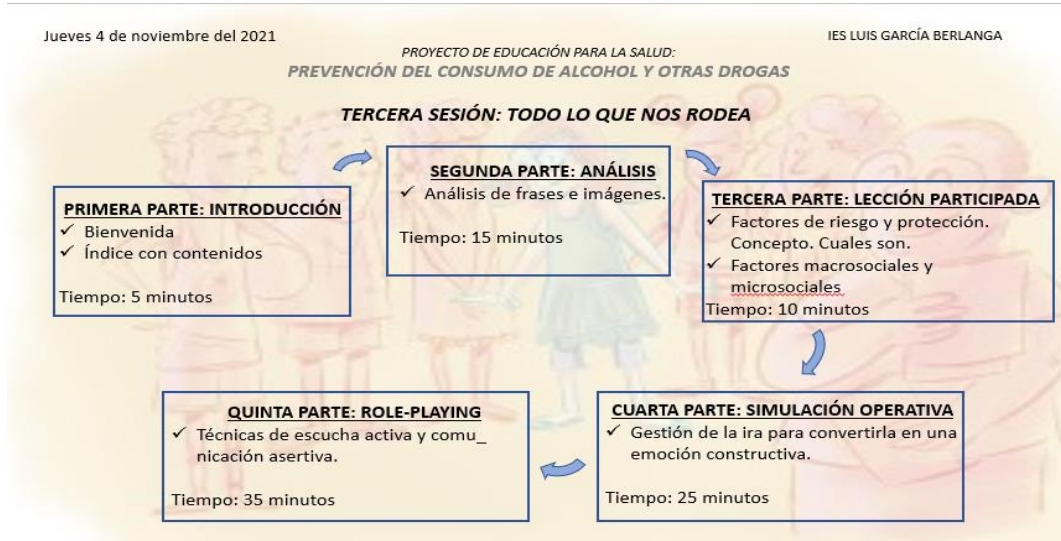 Jueves 4 de noviembre del 2021
IES LUIS GARCÍA BERLANGA
PROYECTO DE EDUCACIÓN PARA LA SALUD:
PREVENCIÓN DEL CONSUMO DE ALCOHOL Y OTRAS DROGAS
TERCERA SESIÓN: TODO LO QUE NOS RODEA
PRIMERA PARTE: INTRODUCCIÓN
✓ Bienvenida
✓ Índice con contenidos
Tiempo: 5 minutos
SEGUNDA PARTE: ANÁLISIS
✓ Análisis de frases e imágenes.
Tiempo: 15 minutos
TERCERA PARTE: LECCIÓN PARTICIPADA
✓ Factores de riesgo y protección.
Concepto. Cuales son.
✓ Factores macrosociales y
microsociales
Tiempo: 10 minutos
CUARTA PARTE: SIMULACIÓN OPERATIVA
✓ Gestión de la ira para convertirla en una
emoción constructiva.
Tiempo: 25 minutos
QUINTA PARTE: ROLE-PLAYING
✓ Técnicas de escucha activa y comu_
nicación asertiva.
Tiempo: 35 minutos